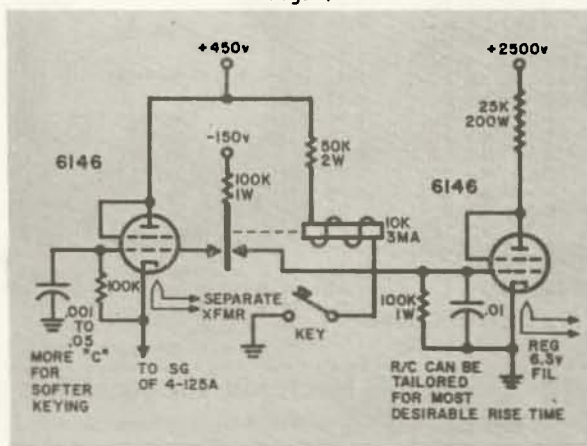 +450v
+2500v
-150v
25K
200W
50K
2W
100K
1W
6146
6146
10K
3MA
100K
SEPARATE
XFMR
KEY
100K
1W
.01
REG
6.3v
FIL
.001
TO
.05
MORE "C"
FOR
SOFTER
KEYING
TO SG
OF 4-125A
R/C CAN BE
TAILORED
FOR MOST
DESIRABLE RISE TIME